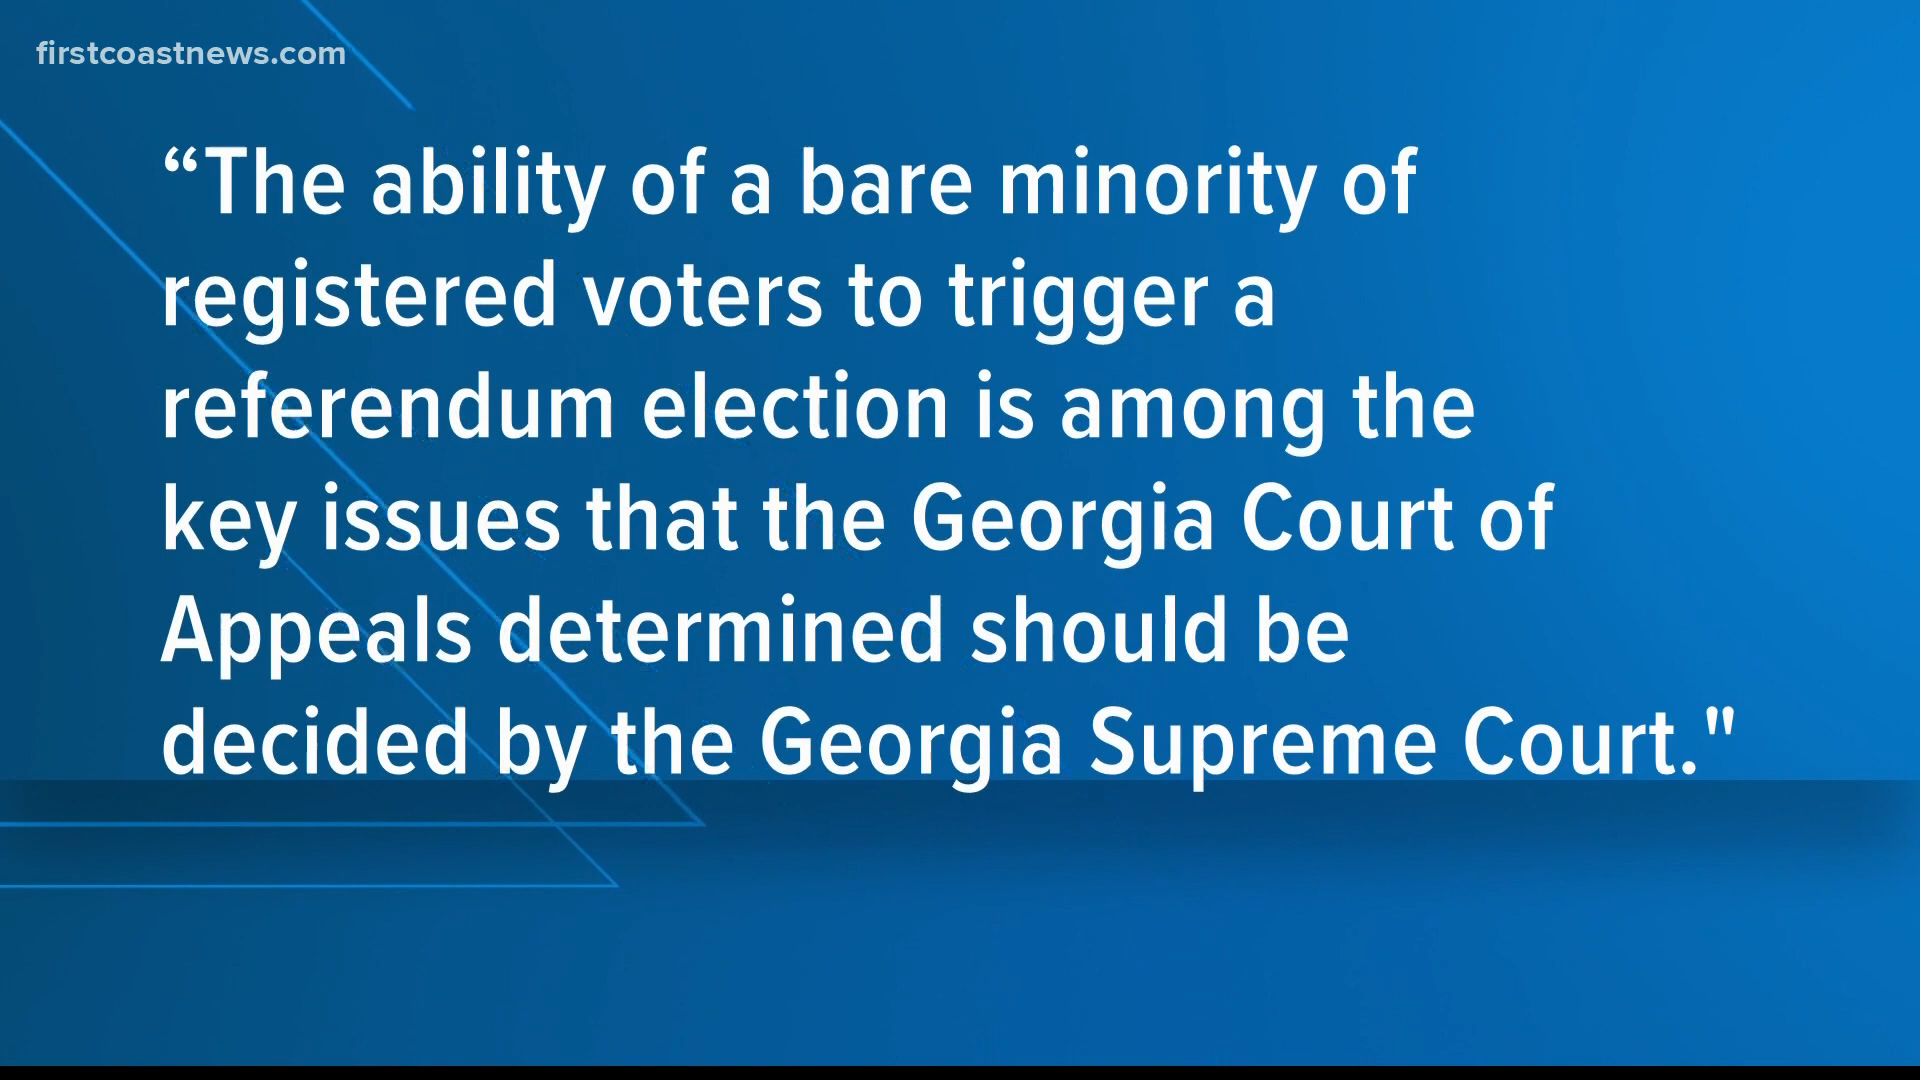 firstcoastnews.com
“The ability of a bare minority of
registered voters to trigger a
referendum election is among the
key issues that the Georgia Court of
Appeals determined should be
decided by the Georgia Supreme Court."